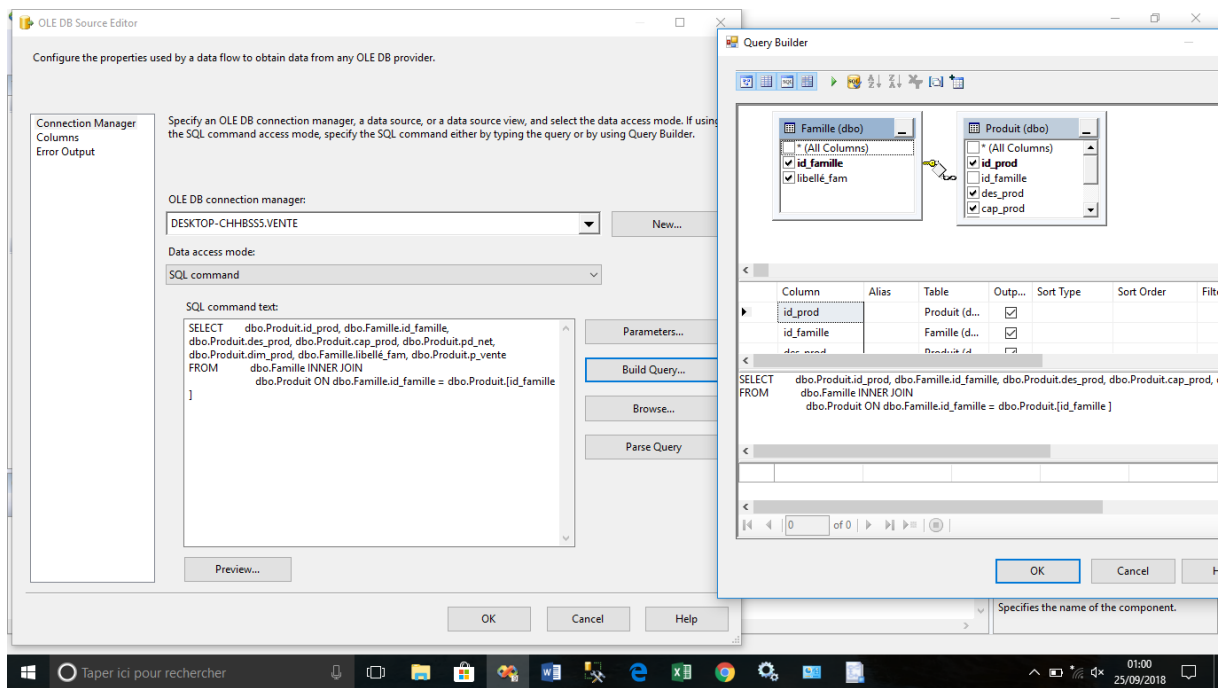 OLE DB Source Editor
Configure the properties used by a data flow to obtain data from any OLE DB provider.
Connection Manager
Columns
Error Output
Specify an OLE DB connection manager, a data source, or a data source view, and select the data access mode. If using
the SQL command access mode, specify the SQL command either by typing the query or by using Query Builder.
OLE DB connection manager:
DESKTOP-CHHBSS5.VENTE
New...
Data access mode:
SQL command
SQL command text:
SELECT dbo.Produit.id_prod, dbo.Famille.id_famille,
dbo.Produit.des_prod, dbo.Produit.cap_prod, dbo.Produit.pd_net,
dbo.Produit.dim_prod, dbo.Famille.libellé_fam, dbo.Produit.p_vente
FROM dbo.Famille INNER JOIN
dbo.Produit ON dbo.Famille.id_famille = dbo.Produit.[id_famille
]
Parameters...
Build Query...
Browse...
Parse Query
Preview...
OK Cancel Help
Query Builder
Famille (dbo)
* (All Columns)
id_famille
libellé_fam
Produit (dbo)
* (All Columns)
id_prod
id_famille
des_prod
cap_prod
Column Alias Table Outp... Sort Type Sort Order Filt
id_prod Produit (d...
id_famille Famille (d...
des_prod Produit (d
SELECT dbo.Produit.id_prod, dbo.Famille.id_famille, dbo.Produit.des_prod, dbo.Produit.cap_prod,
FROM dbo.Famille INNER JOIN
dbo.Produit ON dbo.Famille.id_famille = dbo.Produit.[id_famille ]
0 of 0
OK Cancel H
Specifies the name of the component.
Taper ici pour rechercher
01:00
25/09/2018